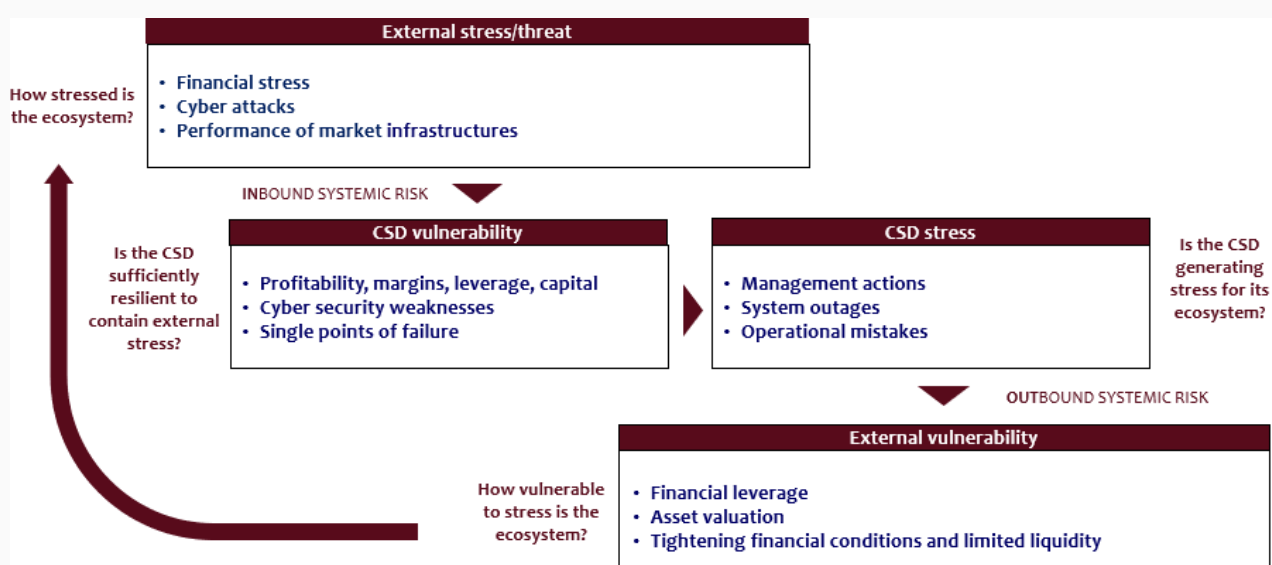 External stress/threat
How stressed is
the ecosystem?
• Financial stress
• Cyber attacks
• Performance of market infrastructures
INBOUND SYSTEMIC RISK
Is the CSD
sufficiently
resilient to
contain external
stress?
CSD vulnerability
• Profitability, margins, leverage, capital
• Cyber security weaknesses
• Single points of failure
CSD stress
• Management actions
• System outages
• Operational mistakes
Is the CSD
generating
stress for its
ecosystem?
OUTBOUND SYSTEMIC RISK
External vulnerability
How vulnerable
to stress is the
ecosystem?
• Financial leverage
• Asset valuation
• Tightening financial conditions and limited liquidity